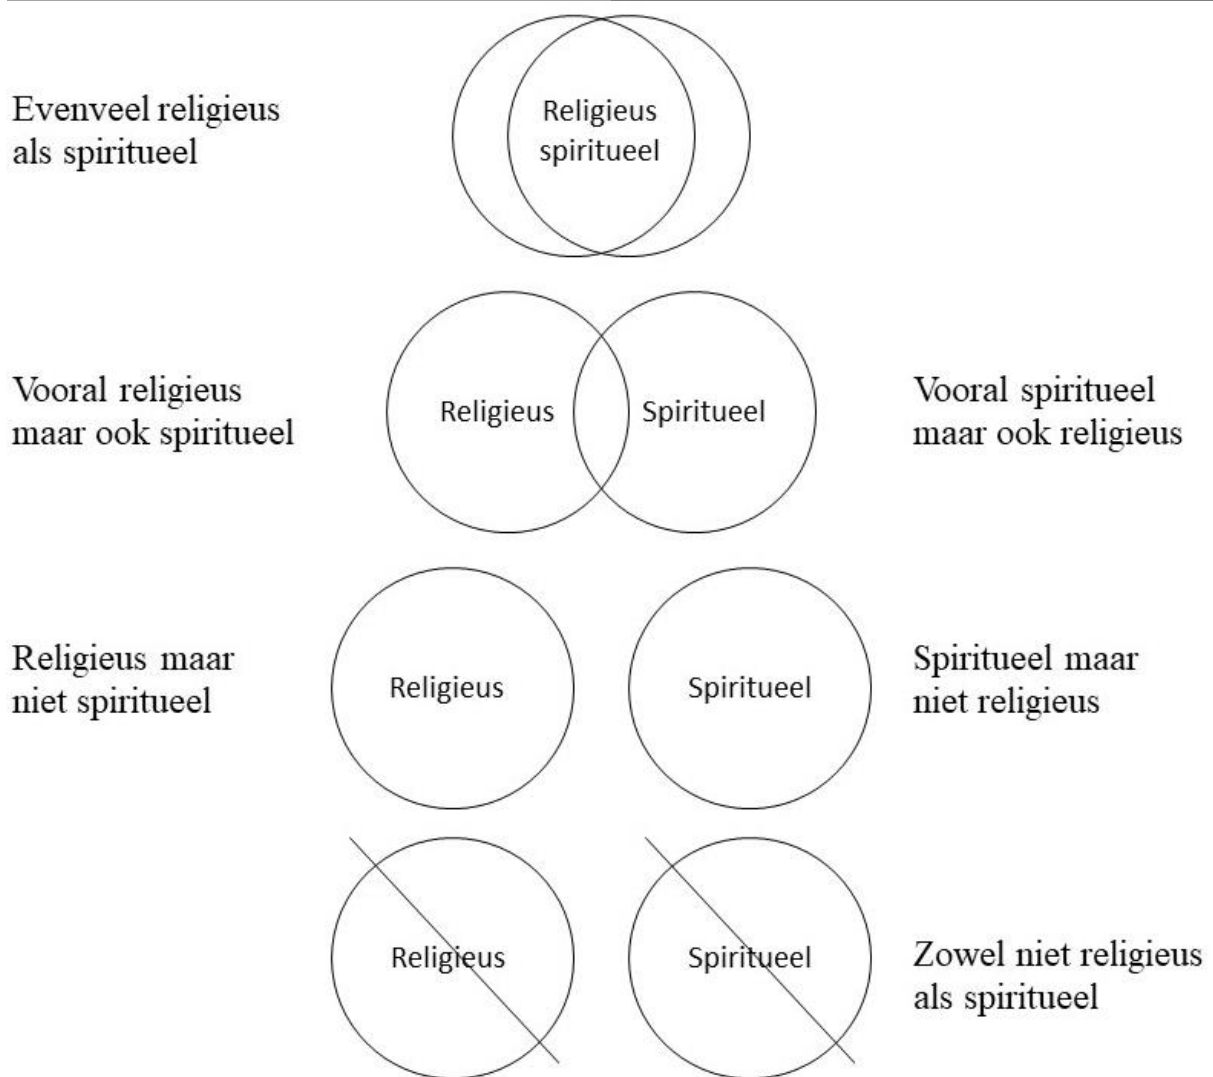 Evenveel religieus
als spiritueel
Religieus
spiritueel
Vooral religieus
maar ook spiritueel
Religieus
Spiritueel
Vooral spiritueel
maar ook religieus
Religieus maar
niet spiritueel
Religieus
Spiritueel
Spiritueel maar
niet religieus
Religieus
Spiritueel
Zowel niet religieus
als spiritueel